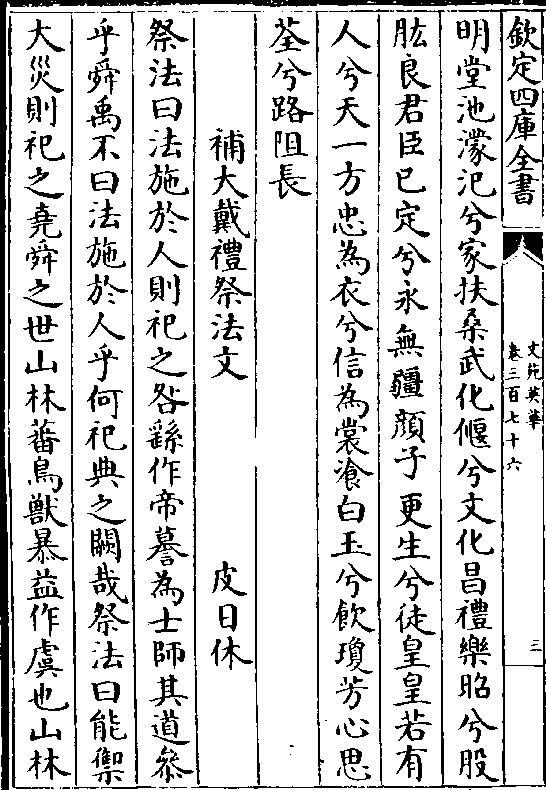 欽定四庫全書
文苑英華
卷三百七十六
三
明堂池濛汜兮家扶桑武化偃兮文化昌禮樂昭兮股
肱良君臣已定兮永無疆顔子更生兮徒皇皇若有
人兮天一方忠為衣兮信為裳飡白玉兮飲瓊芳心思
荃兮路阻長
補大戴禮祭法文 皮日休
祭法曰法施於人則祀之咎繇作帝謩為士師其道叅
乎舜禹不曰法施於人乎何祀典之闕哉祭法曰能禦
大災則祀之堯舜之世山林蕃鳥獸暴益作虞也山林